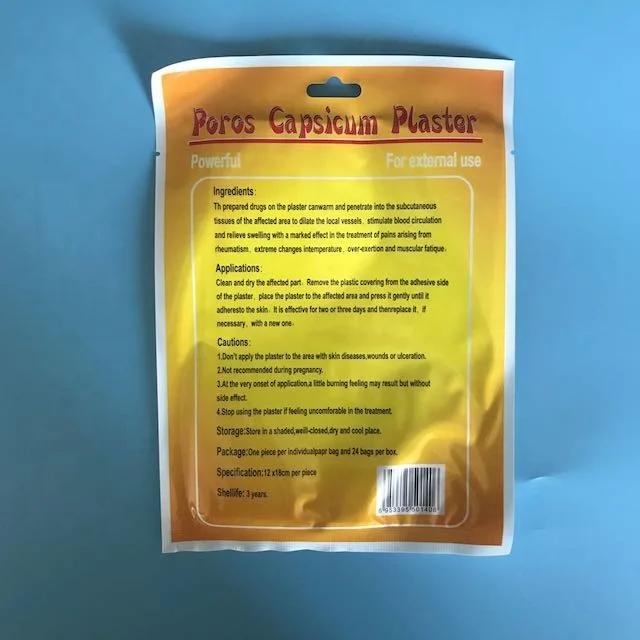 Poros Capsicum Plaster
Powerful For external use
Ingredients:
Th prepared drugs on the plaster canwarm and penetrate into the subcutaneous
tissues of the affected area to dilate the local vessels、stimulate blood circulation
and relieve swelling with a marked effect in the treatment of pains arising from
rheumatism、extreme changes intemperature、over-exertion and muscular fatique.
Applications:
Clean and dry the affected part. Remove the plastic covering from the adhesive side
of the plaster, place the plaster to the affected area and press it gently until it
adheresto the skin. It is effective for two or three days and thenreplace it, if
necessary, with a new one.
Cautions:
1.Don't apply the plaster to the area with skin diseases,wounds or ulceration.
2.Not recommended during pregnancy.
3.At the very onset of application,a little burning feeling may result but without
side effect.
4.Stop using the plaster if feeling uncomforable in the treatment.
Storage:Store in a shaded,weill-closed,dry and cool place.
Package:One piece per individualpapr bag and 24 bags per box.
Specification:12 x18cm per piece
Shellife: 3 years.
6 953395 501408